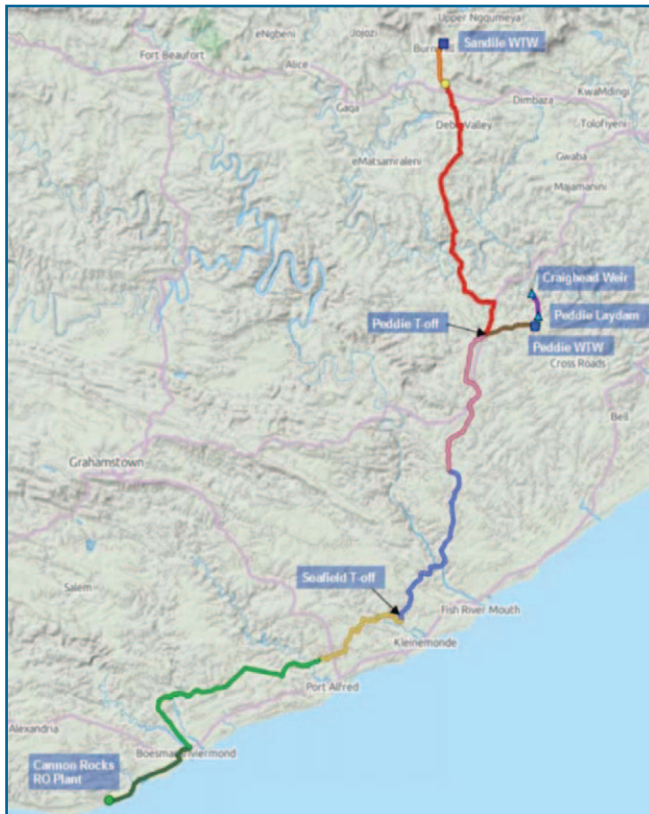 Upper Ngqumeya
eNgbeni
Jojozi
Sandile WTW
Fort Beaufort
Alice
KwaMdingi
Gaga
Dimbaza
Debe Valley
Tolofiyeni
eMatsamraleni
Gwaba
Majamanini
Craighead Weir
Peddie Laydam
Peddie T-off
Peddie WTW
Cross Roads
Bell
Grahamstown
Seafield T-off
Salem
Fish River Mouth
Kleinemonde
Port Alfred
Alexandria
Cannon Rocks
RO Plant